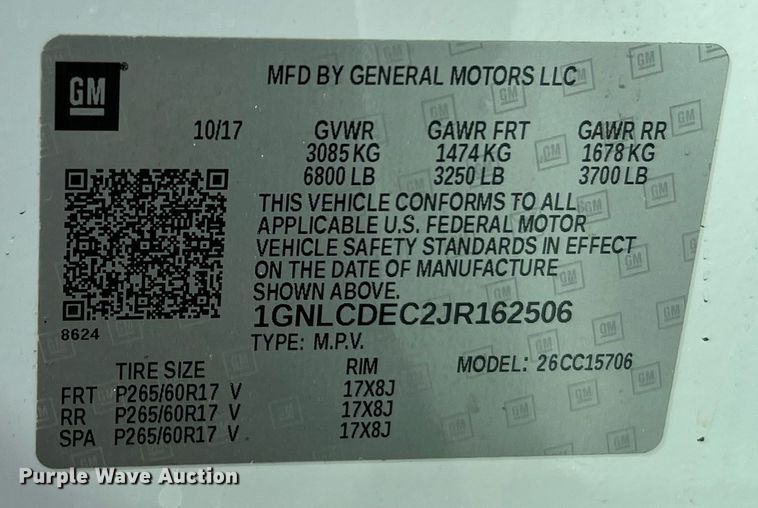 GM®
MFD BY GENERAL MOTORS LLC
10/17 GVWR GAWR FRT GAWR RR
3085 KG 1474 KG 1678 KG
6800 LB 3250 LB 3700 LB
THIS VEHICLE CONFORMS TO ALL
APPLICABLE U.S. FEDERAL MOTOR
VEHICLE SAFETY STANDARDS IN EFFECT
ON THE DATE OF MANUFACTURE
SHOWN ABOVE.
8624
1GNLCDEC2JR162506
TYPE: M.P.V. MODEL: 26CC15706
TIRE SIZE RIM
FRT P265/60R17 V 17X8J
RR P265/60R17 V 17X8J
SPA P265/60R17 V 17X8J
Purple Wave Auction